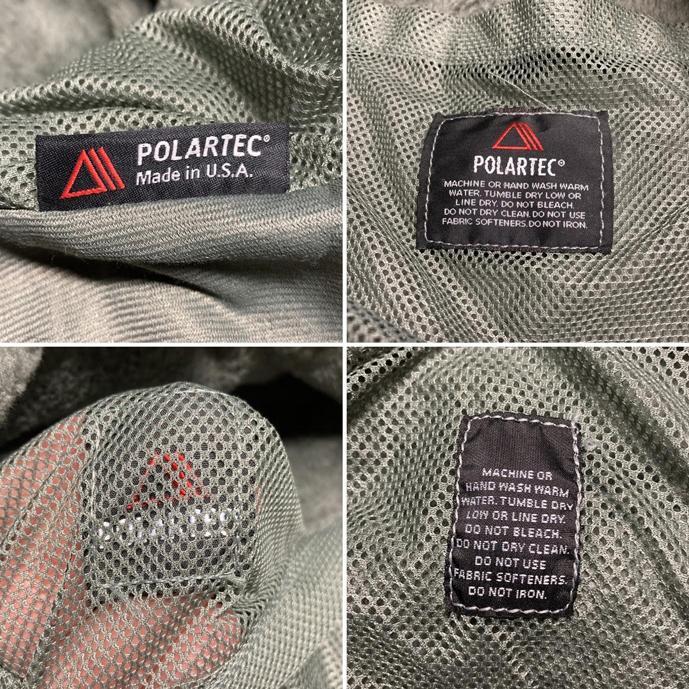 POLARTEC®
Made in U.S.A.
POLARTEC®
MACHINE OR HAND WASH WARM
WATER. TUMBLE DRY LOW OR
LINE DRY. DO NOT BLEACH.
DO NOT DRY CLEAN. DO NOT USE
FABRIC SOFTENERS. DO NOT IRON.
POLARTEC
MACHINE OR
HAND WASH WARM
WATER. TUMBLE DRY
LOW OR LINE DRY.
DO NOT BLEACH.
DO NOT DRY CLEAN.
DO NOT USE
FABRIC SOFTENERS.
DO NOT IRON.